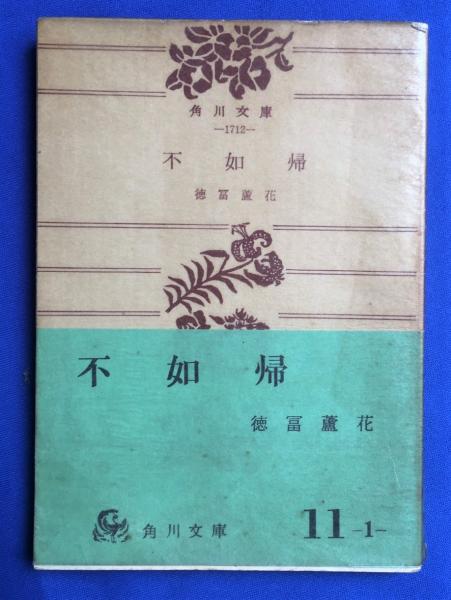 角川文庫
—1712—
不如帰
徳冨蘆花
不如帰
徳冨蘆花
角川文庫
11-1-